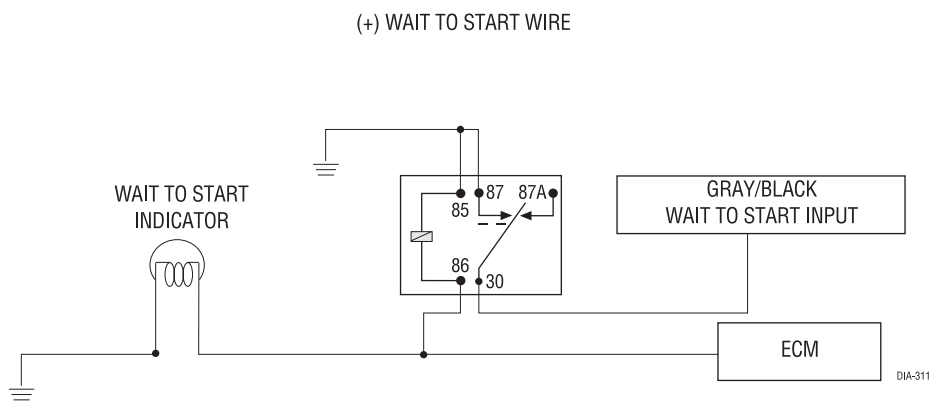 (+) WAIT TO START WIRE
WAIT TO START
INDICATOR
87
87A
85
86
30
GRAY/BLACK
WAIT TO START INPUT
ECM
DIA-311